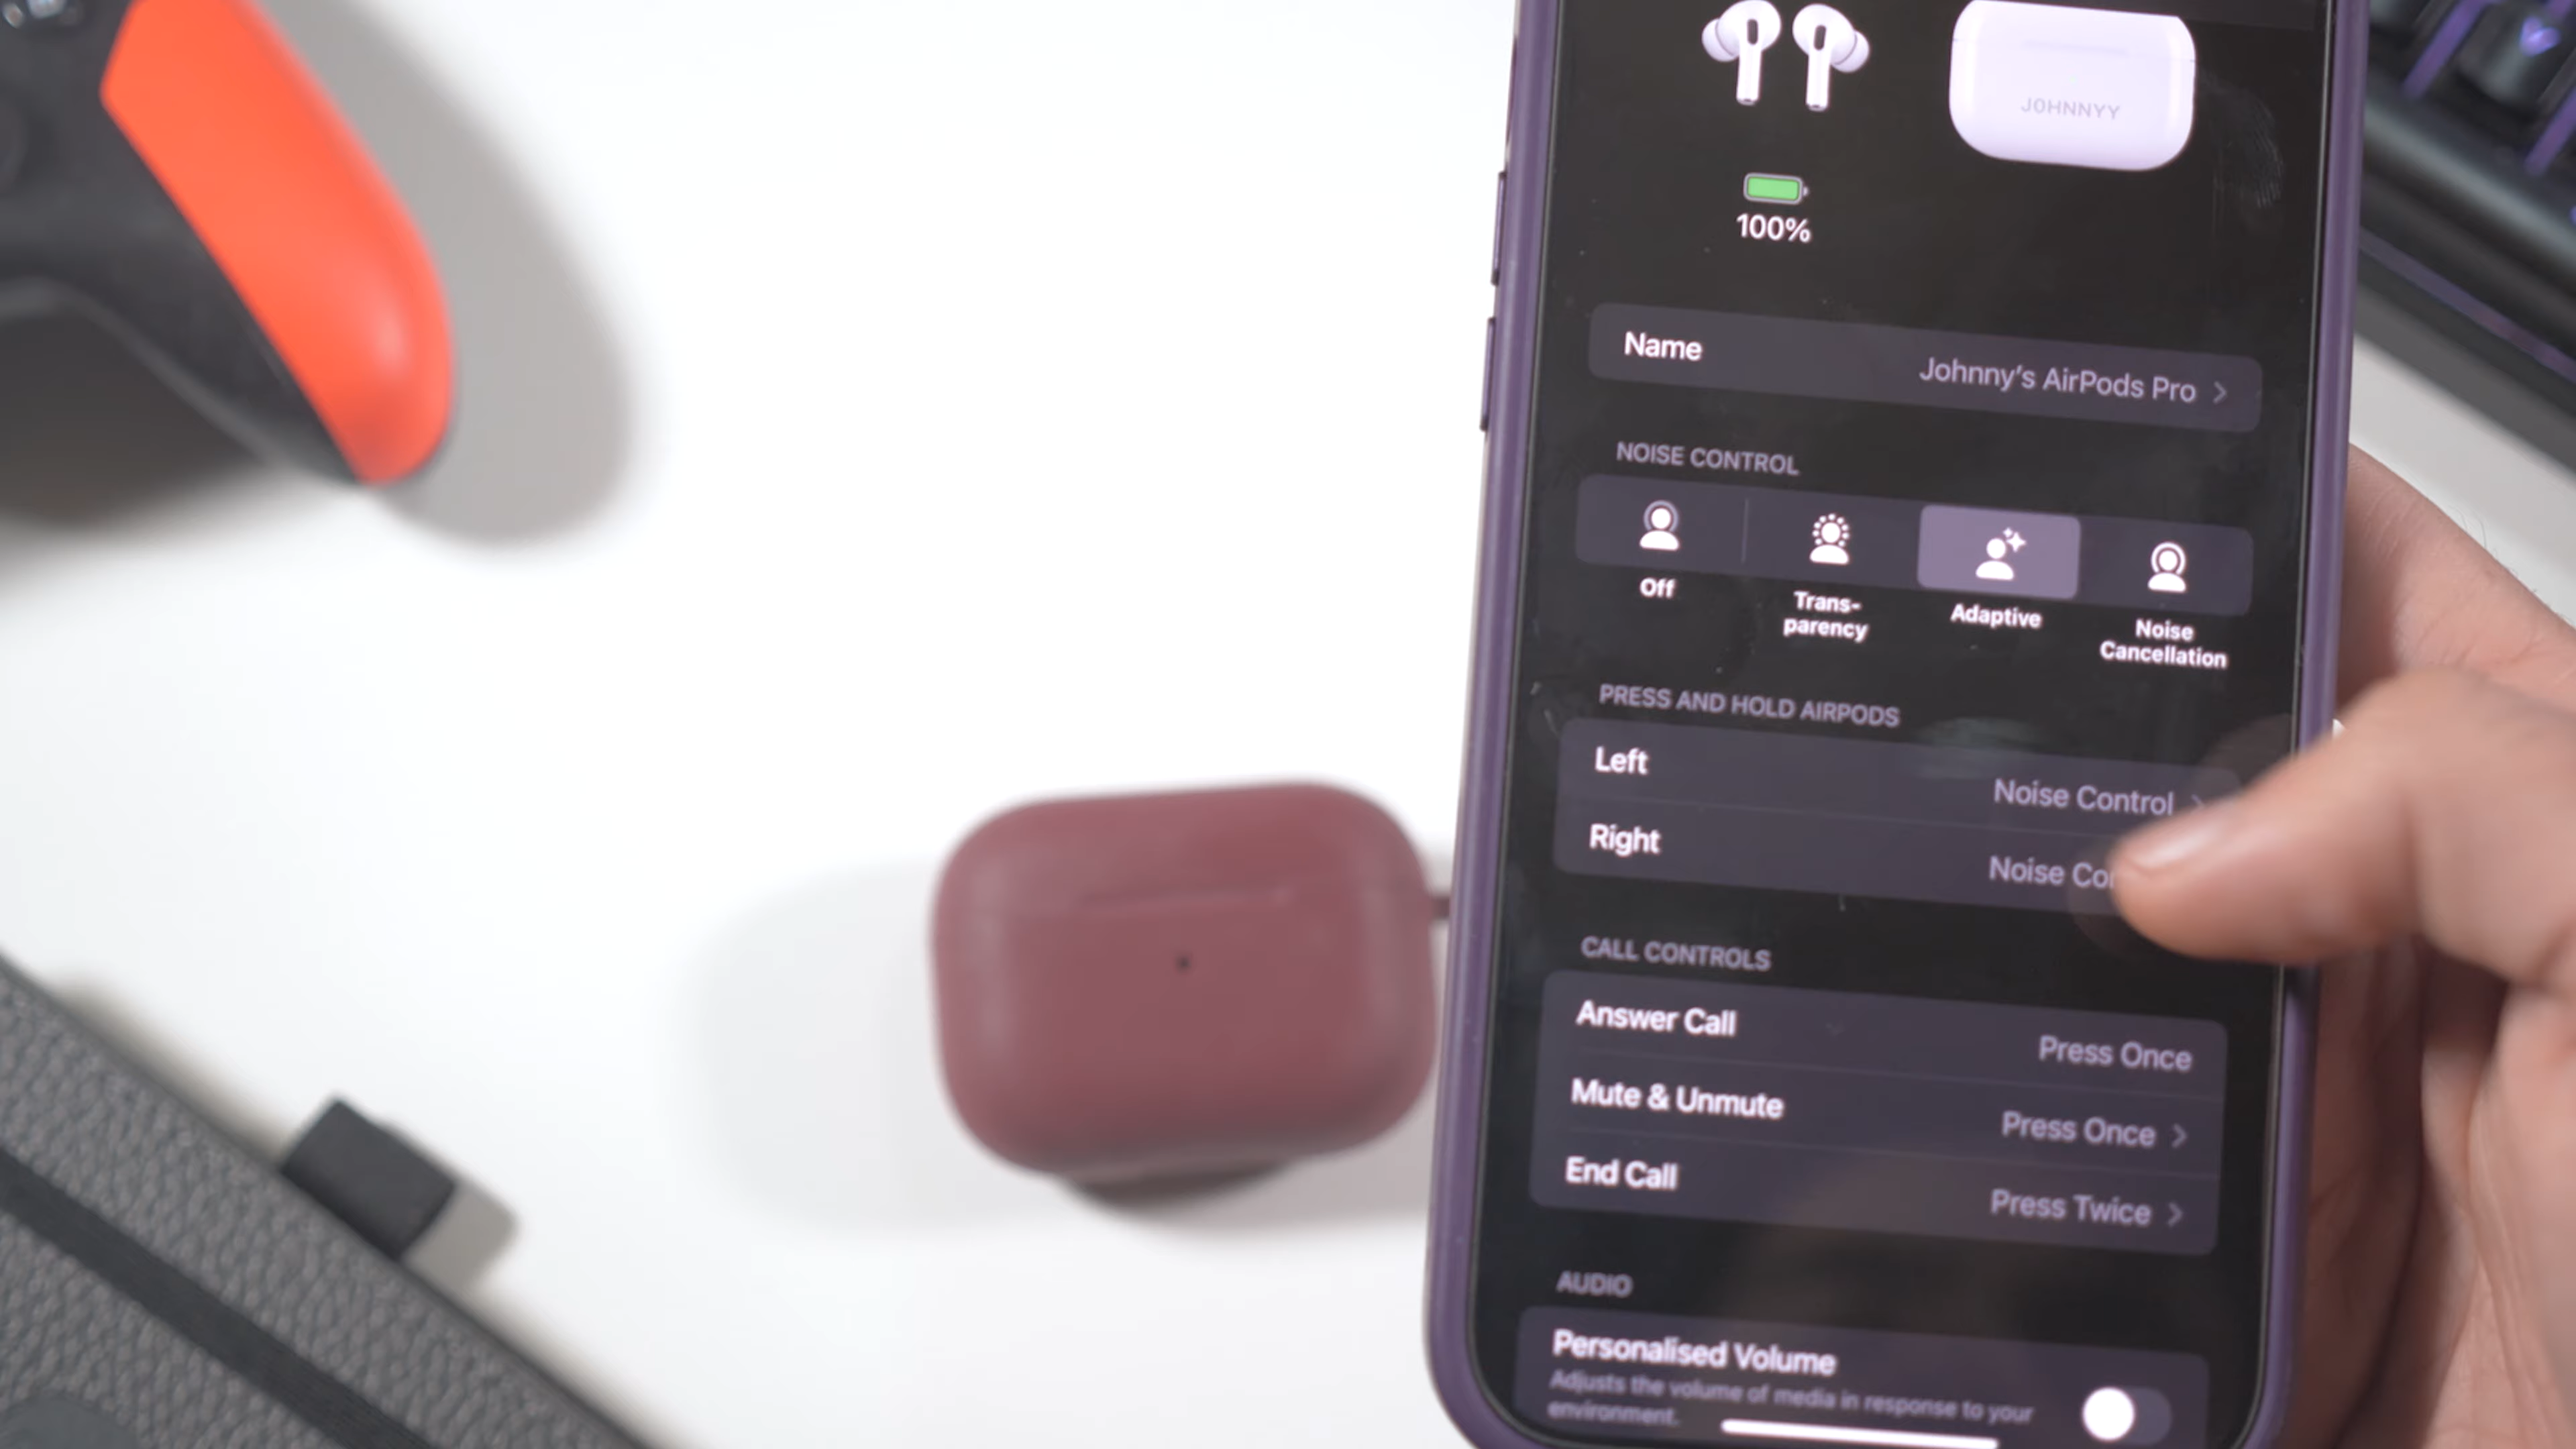 J0HNNYY
100%
Name
Johnny's AirPods Pro
NOISE CONTROL
Off
Trans-
parency
Adaptive
Noise
Cancellation
PRESS AND HOLD AIRPODS
Left
Noise Control
Right
Noise
CALL CONTROLS
Answer Call
Press Once
Mute & Unmute
Press Once
End Call
Press Twice
AUDIO
Personalised Volume
Adjusts the volume of media in response to your
environment.